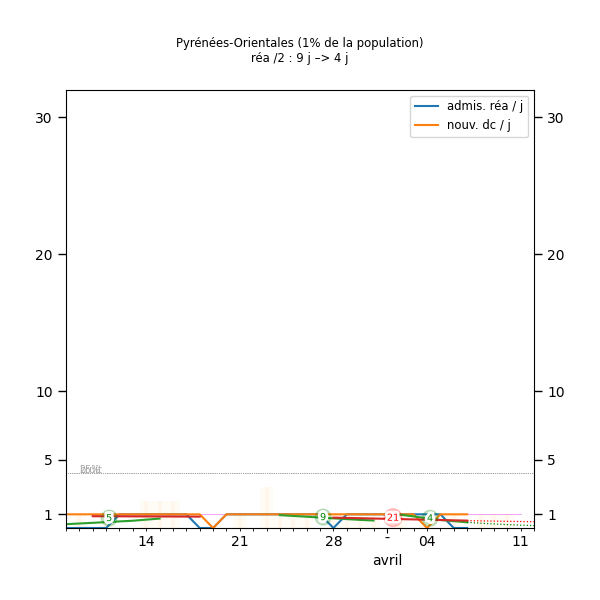 Pyrénées-Orientales (1% de la population)
réa /2 : 9 j –> 4 j
admis. réa / j
nouv. dc / j
30 30
20 20
10 10
5 5
1 1
5 9 21 4
14 21 28 - 04 11
avril